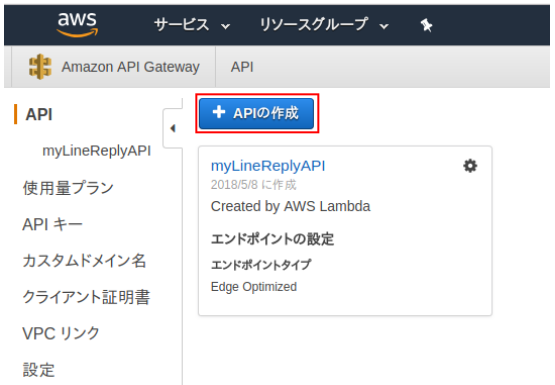 aws サービス リソースグループ
Amazon API Gateway API
API
myLineReplyAPI
使用量プラン
API キー
カスタムドメイン名
クライアント証明書
VPC リンク
設定
+ APIの作成
myLineReplyAPI
2018/5/8 に作成
Created by AWS Lambda
エンドポイントの設定
エンドポイントタイプ
Edge Optimized